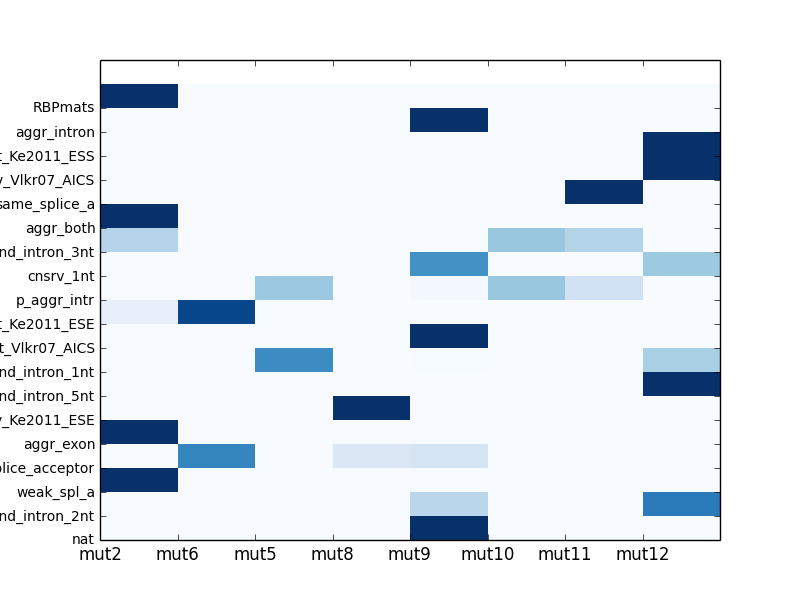 RBPmats
aggr_intron
t_Ke2011_ESS
v_Vlkr07_AICS
same_splice_a
aggr_both
nd_intron_3nt
cnsrv_1nt
p_aggr_intr
t_Ke2011_ESE
t_Vlkr07_AICS
nd_intron_1nt
nd_intron_5nt
v_Ke2011_ESE
aggr_exon
plice_acceptor
weak_spl_a
nd_intron_2nt
nat
mut2 mut6 mut5 mut8 mut9 mut10 mut11 mut12